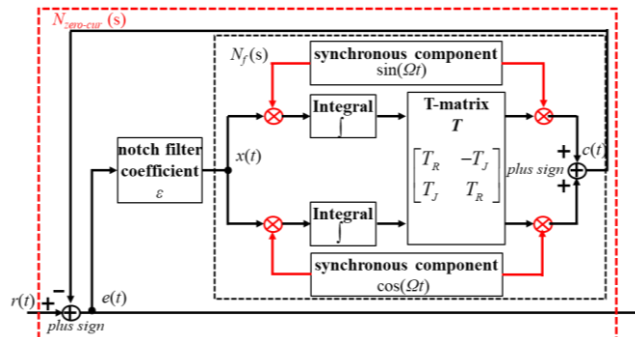 N_zero-cur (s)
N_f(s)
synchronous component
sin(Ωt)
Integral
∫
T-matrix
T
notch filter
coefficient
ε
x(t)
[T_R -T_J]
[T_J T_R]
+
c(t)
plus sign
+
Integral
∫
synchronous component
cos(Ωt)
−
r(t)
+
e(t)
plus sign